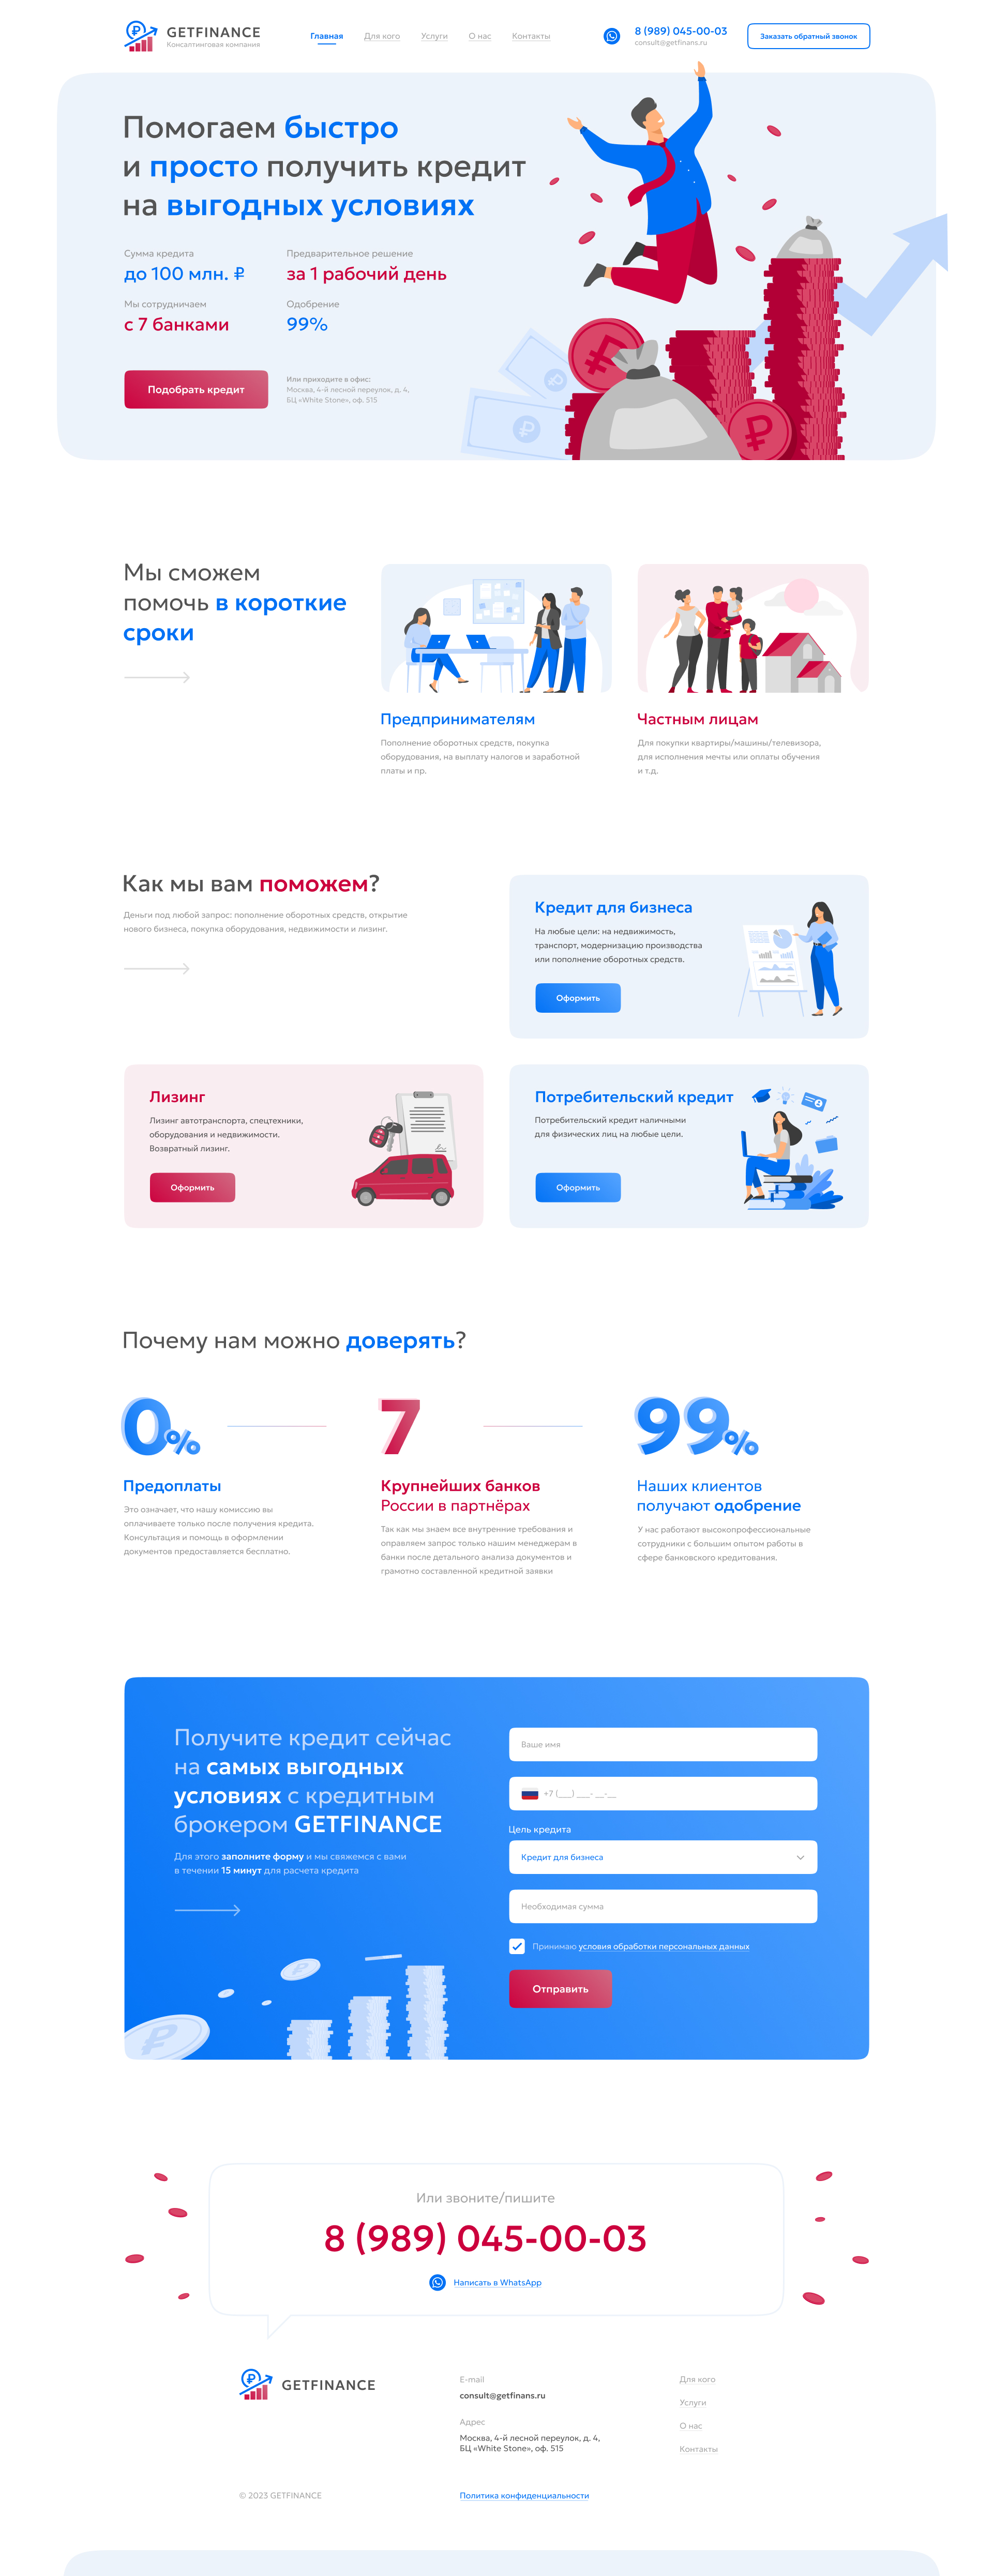 GETFINANCE
Консалтинговая компания
Главная
Для кого
Услуги
О нас
Контакты
8 (989) 045-00-03
consult@getfinans.ru
Заказать обратный звонок
Помогаем быстро
и просто получить кредит
на выгодных условиях
Сумма кредита
до 100 млн. ₽
Предварительное решение
за 1 рабочий день
Мы сотрудничаем
с 7 банками
Одобрение
99%
Подобрать кредит
Или приходите в офис:
Москва, 4-й лесной переулок, д. 4,
БЦ «White Stone», оф. 515
Мы сможем
помочь в короткие
сроки
Предпринимателям
Пополнение оборотных средств, покупка
оборудования, на выплату налогов и заработной
платы и пр.
Частным лицам
Для покупки квартиры/машины/телевизора,
для исполнения мечты или оплаты обучения
и т.д.
Как мы вам поможем?
Деньги под любой запрос: пополнение оборотных средств, открытие
нового бизнеса, покупка оборудования, недвижимости и лизинг.
Кредит для бизнеса
На любые цели: на недвижимость,
транспорт, модернизацию производства
или пополнение оборотных средств.
Оформить
Лизинг
Лизинг автотранспорта, спецтехники,
оборудования и недвижимости.
Возвратный лизинг.
Оформить
Потребительский кредит
Потребительский кредит наличными
для физических лиц на любые цели.
Оформить
Почему нам можно доверять?
0%
Предоплаты
Это означает, что нашу комиссию вы
оплачиваете только после получения кредита.
Консультация и помощь в оформлении
документов предоставляется бесплатно.
7
Крупнейших банков
России в партнёрах
Так как мы знаем все внутренние требования и
оправляем запрос только нашим менеджерам в
банки после детального анализа документов и
грамотно составленной кредитной заявки
99%
Наших клиентов
получают одобрение
У нас работают высокопрофессиональные
сотрудники с большим опытом работы в
сфере банковского кредитования.
Получите кредит сейчас
на самых выгодных
условиях с кредитным
брокером GETFINANCE
Для этого заполните форму и мы свяжемся с вами
в течении 15 минут для расчета кредита
Ваше имя
+7 (___) ___- __-__
Цель кредита
Кредит для бизнеса
Необходимая сумма
Принимаю условия обработки персональных данных
Отправить
Или звоните/пишите
8 (989) 045-00-03
Написать в WhatsApp
GETFINANCE
E-mail
consult@getfinans.ru
Адрес
Москва, 4-й лесной переулок, д. 4,
БЦ «White Stone», оф. 515
Для кого
Услуги
О нас
Контакты
© 2023 GETFINANCE
Политика конфиденциальности